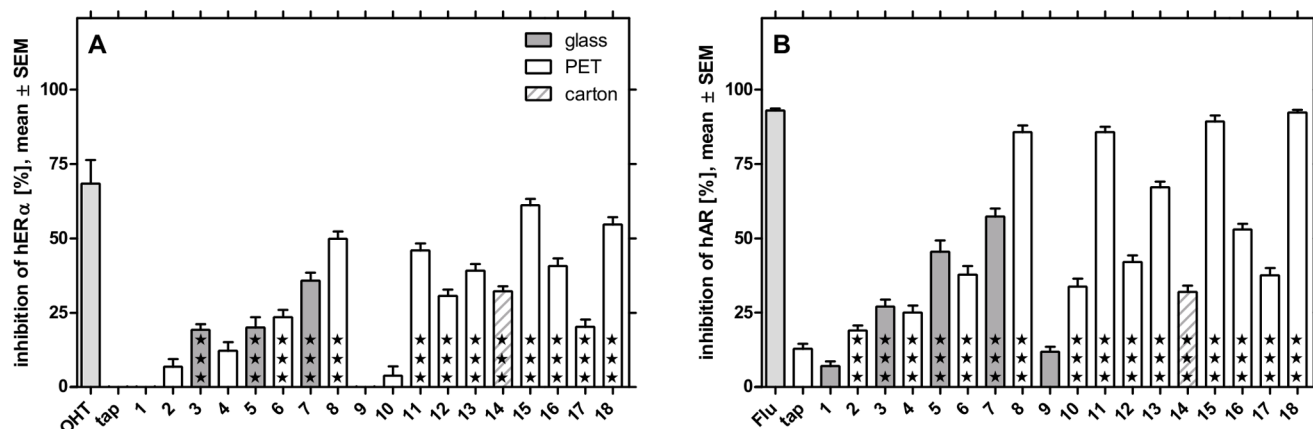 A
glass
PET
carton
inhibition of hERα [%], mean ± SEM
100
75
50
25
0
OHT tap 1 2 3 4 5 6 7 8 9 10 11 12 13 14 15 16 17 18
B
inhibition of hAR [%], mean ± SEM
100
75
50
25
0
Flu tap 1 2 3 4 5 6 7 8 9 10 11 12 13 14 15 16 17 18